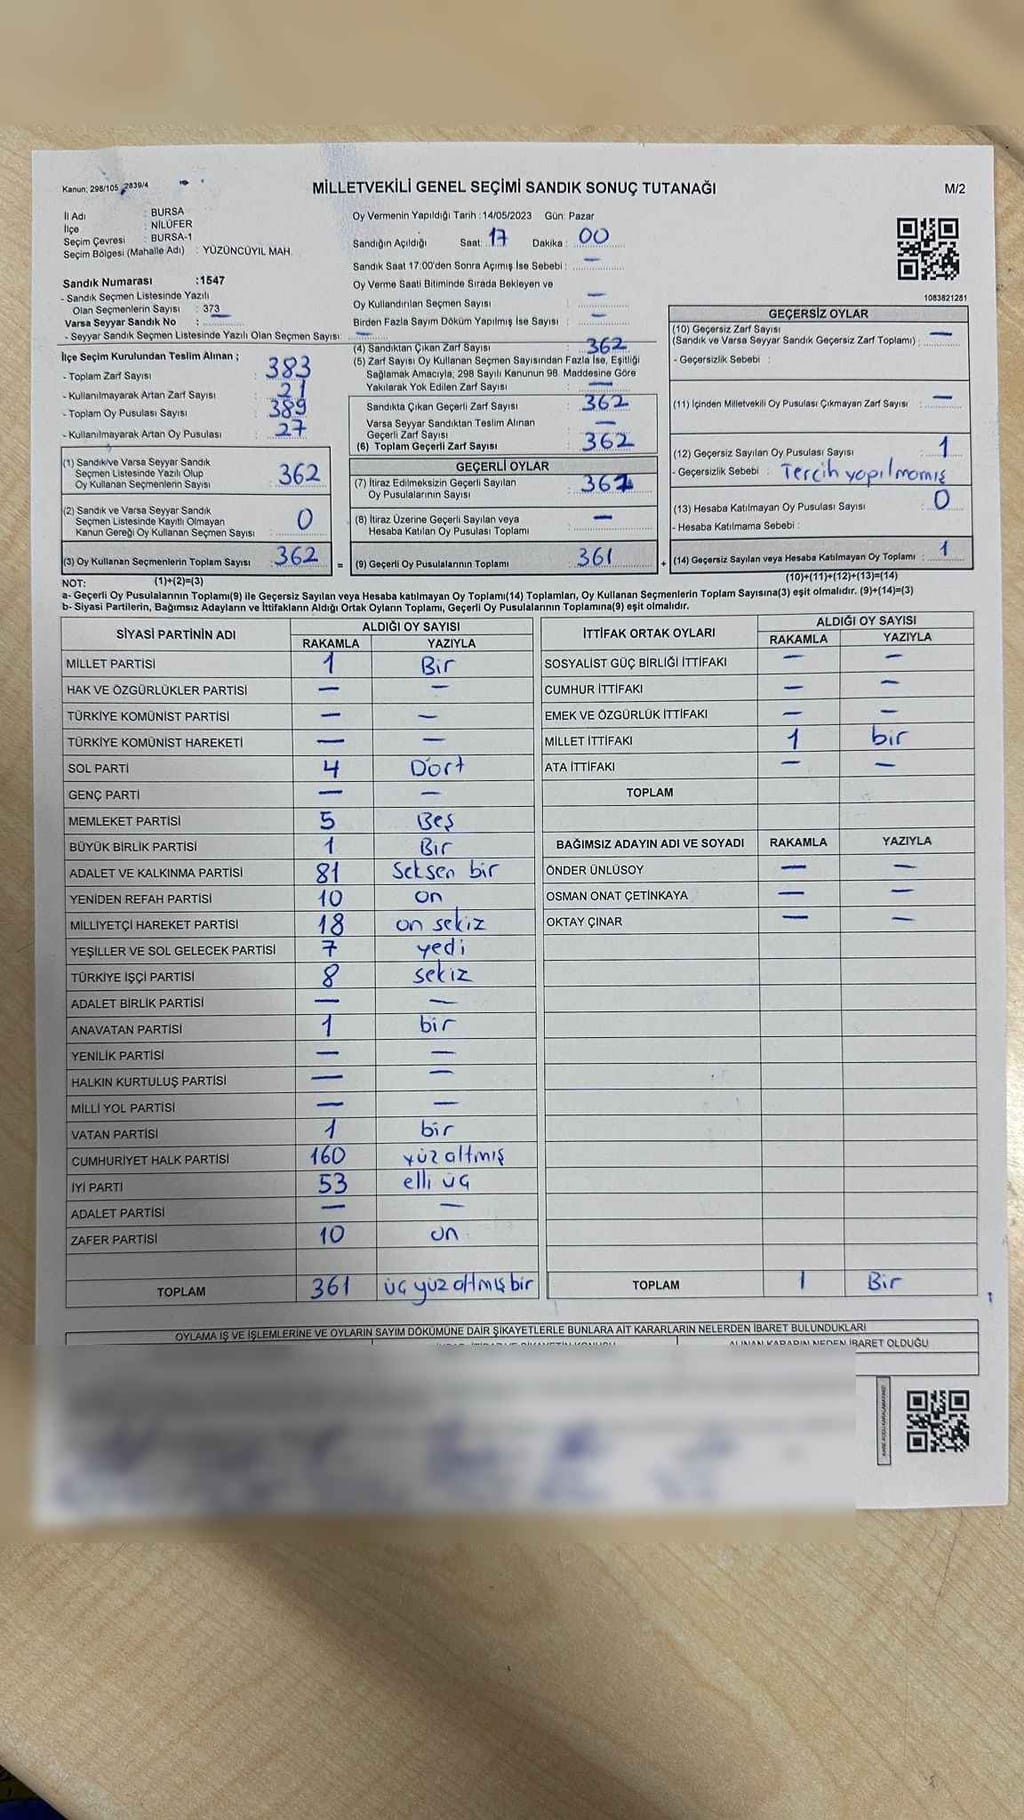 Kanun; 298/105, 2839/4
MİLLETVEKİLİ GENEL SEÇİMİ SANDIK SONUÇ TUTANAĞI
M/2
İl Adı : BURSA
İlçe : NİLÜFER
Seçim Çevresi : BURSA-1
Seçim Bölgesi (Mahalle Adı) : YÜZÜNCÜYIL MAH
Sandık Numarası :1547
- Sandık Seçmen Listesinde Yazılı
Olan Seçmenlerin Sayısı : 373
Varsa Seyyar Sandık No : —
- Seyyar Sandık Seçmen Listesinde Yazılı Olan Seçmen Sayısı: —
Oy Vermenin Yapıldığı Tarih :14/05/2023 Gün: Pazar
Sandığın Açıldığı Saat: 17 Dakika : 00
Sandık Saat 17:00'den Sonra Açımış İse Sebebi : —
Oy Verme Saati Bitiminde Sırada Bekleyen ve
Oy Kullandırılan Seçmen Sayısı : —
Birden Fazla Sayım Döküm Yapılmış İse Sayısı : —
1083821281
İlçe Seçim Kurulundan Teslim Alınan ;
- Toplam Zarf Sayısı : 383
- Kullanılmayarak Artan Zarf Sayısı : 21
- Toplam Oy Pusulası Sayısı : 389
- Kullanılmayarak Artan Oy Pusulası : 27
(4) Sandıktan Çıkan Zarf Sayısı : 362
(5) Zarf Sayısı Oy Kullanan Seçmen Sayısından Fazla İse, Eşitliği
Sağlamak Amacıyla, 298 Sayılı Kanunun 98. Maddesine Göre
Yakılarak Yok Edilen Zarf Sayısı : —
Sandıkta Çıkan Geçerli Zarf Sayısı : 362
Varsa Seyyar Sandıktan Teslim Alınan
Geçerli Zarf Sayısı : —
(6) Toplam Geçerli Zarf Sayısı : 362
GEÇERSİZ OYLAR
(10) Geçersiz Zarf Sayısı
(Sandık ve Varsa Seyyar Sandık Geçersiz Zarf Toplamı) : —
- Geçersizlik Sebebi :
(11) İçinden Milletvekili Oy Pusulası Çıkmayan Zarf Sayısı : —
(12) Geçersiz Sayılan Oy Pusulası Sayısı : 1
- Geçersizlik Sebebi : Tercih yapılmamış
(13) Hesaba Katılmayan Oy Pusulası Sayısı : 0
- Hesaba Katılmama Sebebi :
(14) Geçersiz Sayılan veya Hesaba Katılmayan Oy Toplamı : 1
(1) Sandık ve Varsa Seyyar Sandık
Seçmen Listesinde Yazılı Olup
Oy Kullanan Seçmenlerin Sayısı : 362
(2) Sandık ve Varsa Seyyar Sandık
Seçmen Listesinde Kayıtlı Olmayan
Kanun Gereği Oy Kullanan Seçmen Sayısı : 0
(3) Oy Kullanan Seçmenlerin Toplam Sayısı : 362
GEÇERLİ OYLAR
(7) İtiraz Edilmeksizin Geçerli Sayılan
Oy Pusulalarının Sayısı : 361
(8) İtiraz Üzerine Geçerli Sayılan veya
Hesaba Katılan Oy Pusulası Toplamı : —
= (9) Geçerli Oy Pusulalarının Toplamı : 361 +
NOT: (1)+(2)=(3) (10)+(11)+(12)+(13)=(14)
a- Geçerli Oy Pusulalarının Toplamı(9) ile Geçersiz Sayılan veya Hesaba katılmayan Oy Toplamı(14) Toplamları, Oy Kullanan Seçmenlerin Toplam Sayısına(3) eşit olmalıdır. (9)+(14)=(3)
b- Siyasi Partilerin, Bağımsız Adayların ve İttifakların Aldığı Ortak Oyların Toplamı, Geçerli Oy Pusulalarının Toplamına(9) eşit olmalıdır.
SİYASİ PARTİNİN ADI ALDIĞI OY SAYISI
RAKAMLA YAZIYLA
MİLLET PARTİSİ 1 Bir
HAK VE ÖZGÜRLÜKLER PARTİSİ — —
TÜRKİYE KOMÜNİST PARTİSİ — —
TÜRKİYE KOMÜNİST HAREKETİ — —
SOL PARTİ 4 Dört
GENÇ PARTİ — —
MEMLEKET PARTİSİ 5 Beş
BÜYÜK BİRLİK PARTİSİ 1 Bir
ADALET VE KALKINMA PARTİSİ 81 Seksen bir
YENİDEN REFAH PARTİSİ 10 on
MİLLİYETÇİ HAREKET PARTİSİ 18 on sekiz
YEŞİLLER VE SOL GELECEK PARTİSİ 7 yedi
TÜRKİYE İŞÇİ PARTİSİ 8 sekiz
ADALET BİRLİK PARTİSİ — —
ANAVATAN PARTİSİ 1 bir
YENİLİK PARTİSİ — —
HALKIN KURTULUŞ PARTİSİ — —
MİLLİ YOL PARTİSİ — —
VATAN PARTİSİ 1 bir
CUMHURİYET HALK PARTİSİ 160 yüz altmış
İYİ PARTİ 53 elli üç
ADALET PARTİSİ — —
ZAFER PARTİSİ 10 on
TOPLAM 361 üç yüz altmış bir
İTTİFAK ORTAK OYLARI ALDIĞI OY SAYISI
RAKAMLA YAZIYLA
SOSYALİST GÜÇ BİRLİĞİ İTTİFAKI — —
CUMHUR İTTİFAKI — —
EMEK VE ÖZGÜRLÜK İTTİFAKI — —
MİLLET İTTİFAKI 1 bir
ATA İTTİFAKI — —
TOPLAM
BAĞIMSIZ ADAYIN ADI VE SOYADI RAKAMLA YAZIYLA
ÖNDER ÜNLÜSOY — —
OSMAN ONAT ÇETİNKAYA — —
OKTAY ÇINAR — —
TOPLAM 1 Bir
OYLAMA İŞ VE İŞLEMLERİNE VE OYLARIN SAYIM DÖKÜMÜNE DAİR ŞİKAYETLERLE BUNLARA AİT KARARLARIN NELERDEN İBARET BULUNDUKLARI
ALINAN KARARIN NEDEN İBARET OLDUĞU